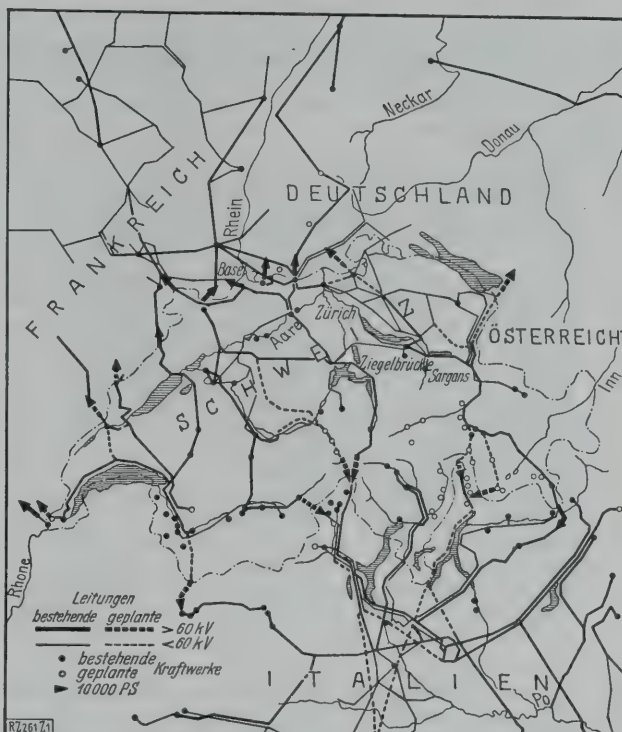 Neckar
Donau
DEUTSCHLAND
FRANKREICH
Rhein
Basel
Zürich
Aare
SCHWEIZ
ÖSTERREICH
Ziegelbrücke
Sargans
Inn
Rhone
Leitungen
bestehende geplante
> 60 kV
< 60 kV
bestehende
geplante Kraftwerke
10000 PS
ITALIEN
Po
RZ261Z1